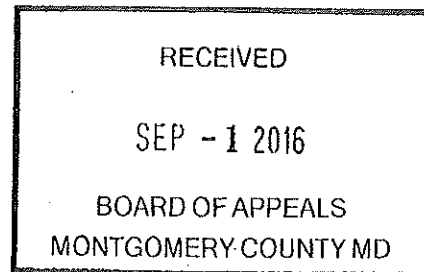 RECEIVED
SEP - 1 2016
BOARD OF APPEALS
MONTGOMERY COUNTY MD